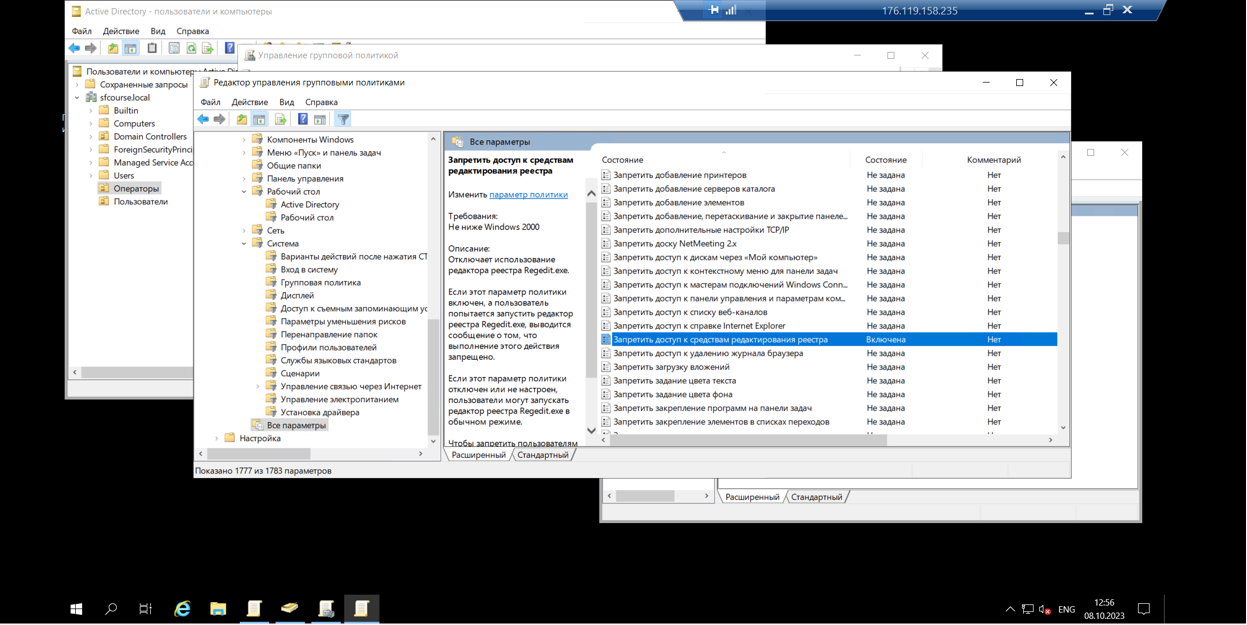 Active Directory - пользователи и компьютеры
176.119.158.235
Файл Действие Вид Справка
Управление групповой политикой
Пользователи и компьютеры Active Dire
Сохраненные запросы
sfcourse.local
Builtin
Computers
Domain Controllers
ForeignSecurityPrinci
Managed Service Acc
Users
Операторы
Пользователи
Редактор управления групповыми политиками
Файл Действие Вид Справка
Компоненты Windows
Меню «Пуск» и панель задач
Общие папки
Панель управления
Рабочий стол
Active Directory
Рабочий стол
Сеть
Система
Варианты действий после нажатия CT
Вход в систему
Групповая политика
Дисплей
Доступ к съемным запоминающим ус
Параметры уменьшения рисков
Перенаправление папок
Профили пользователей
Службы языковых стандартов
Сценарии
Управление связью через Интернет
Управление электропитанием
Установка драйвера
Все параметры
Настройка
Показано 1777 из 1783 параметров
Все параметры
Запретить доступ к средствам
редактирования реестра
Изменить параметр политики
Требования:
Не ниже Windows 2000
Описание:
Отключает использование
редактора реестра Regedit.exe.
Если этот параметр политики
включен, а пользователь
попытается запустить редактор
реестра Regedit.exe, выводится
сообщение о том, что
выполнение этого действия
запрещено.
Если этот параметр политики
отключен или не настроен,
пользователи могут запускать
редактор реестра Regedit.exe в
обычном режиме.
Чтобы запретить пользователям
Состояние Состояние Комментарий
Запретить добавление принтеров Не задана Нет
Запретить добавление серверов каталога Не задана Нет
Запретить добавление элементов Не задана Нет
Запретить добавление, перетаскивание и закрытие панеле... Не задана Нет
Запретить дополнительные настройки TCP/IP Не задана Нет
Запретить доску NetMeeting 2.x Не задана Нет
Запретить доступ к дискам через «Мой компьютер» Не задана Нет
Запретить доступ к контекстному меню для панели задач Не задана Нет
Запретить доступ к мастерам подключений Windows Conn... Не задана Нет
Запретить доступ к панели управления и параметрам ком... Не задана Нет
Запретить доступ к списку веб-каналов Не задана Нет
Запретить доступ к справке Internet Explorer Не задана Нет
Запретить доступ к средствам редактирования реестра Включена Нет
Запретить доступ к удалению журнала браузера Не задана Нет
Запретить загрузку вложений Не задана Нет
Запретить задание цвета текста Не задана Нет
Запретить задание цвета фона Не задана Нет
Запретить закрепление программ на панели задач Не задана Нет
Запретить закрепление элементов в списках переходов Не задана Нет
Расширенный Стандартный
Расширенный Стандартный
ENG
12:56
08.10.2023